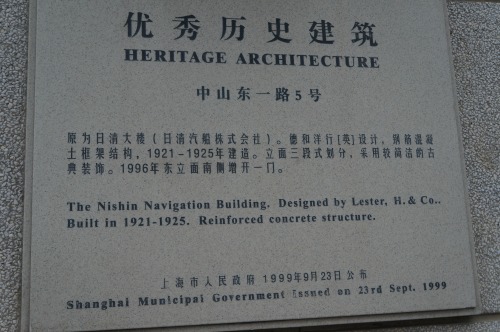 优秀历史建筑
HERITAGE ARCHITECTURE
中山东一路5号
原为日清大楼（日清汽船株式会社）。德和洋行[英]设计，钢筋混凝
土框架结构，1921-1925年建造。立面三段式划分，采用较简洁的古
典装饰。1996年东立面南侧增开一门。
The Nishin Navigation Building. Designed by Lester, H. & Co..
Built in 1921-1925. Reinforced concrete structure.
上海市人民政府 1999年9月23日公布
Shanghai Municipal Government Issued on 23rd Sept. 1999